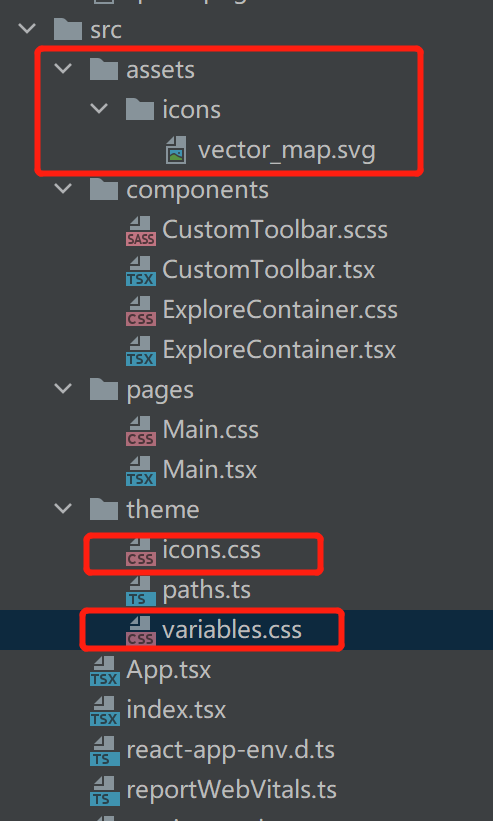 src
assets
icons
vector_map.svg
components
SASS CustomToolbar.scss
TSX CustomToolbar.tsx
CSS ExploreContainer.css
TSX ExploreContainer.tsx
pages
CSS Main.css
TSX Main.tsx
theme
CSS icons.css
TS paths.ts
CSS variables.css
TSX App.tsx
TSX index.tsx
TS react-app-env.d.ts
TS reportWebVitals.ts